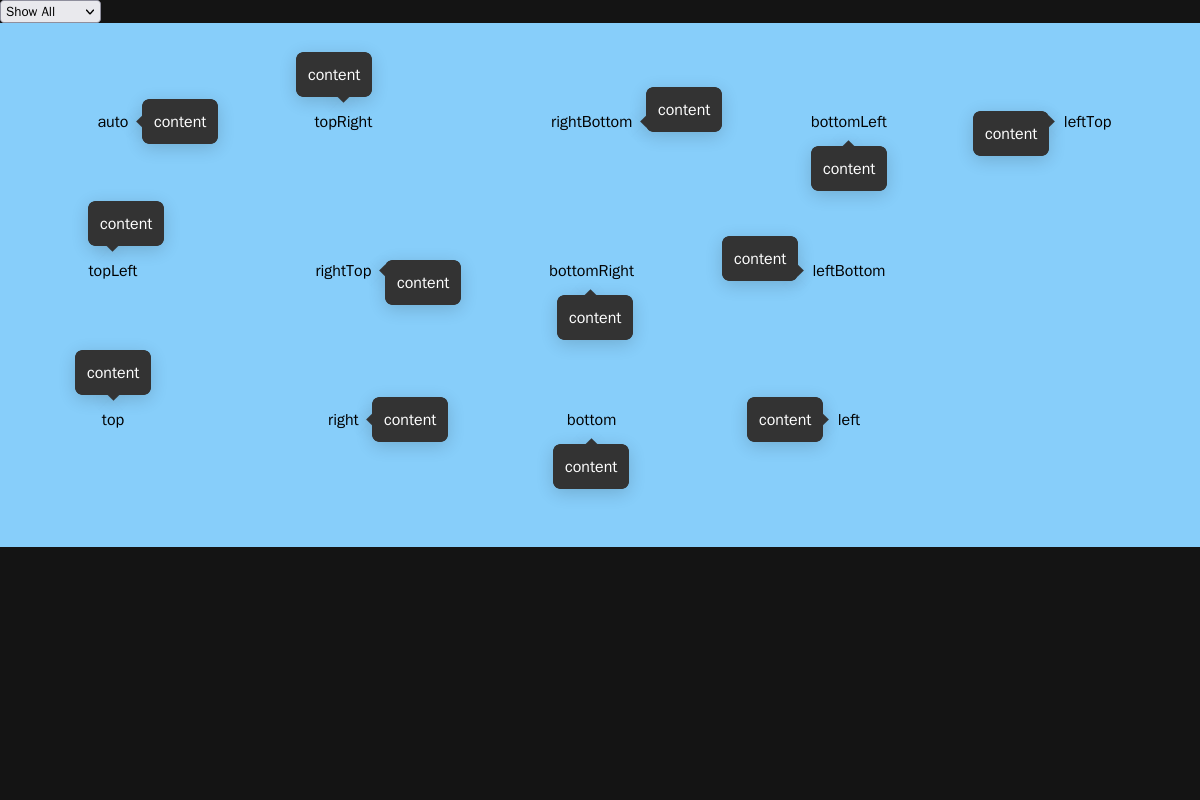 Show All
content
auto
content
topRight
rightBottom
content
bottomLeft
content
content
leftTop
content
topLeft
rightTop
content
bottomRight
content
content
leftBottom
content
top
right
content
bottom
content
content
left